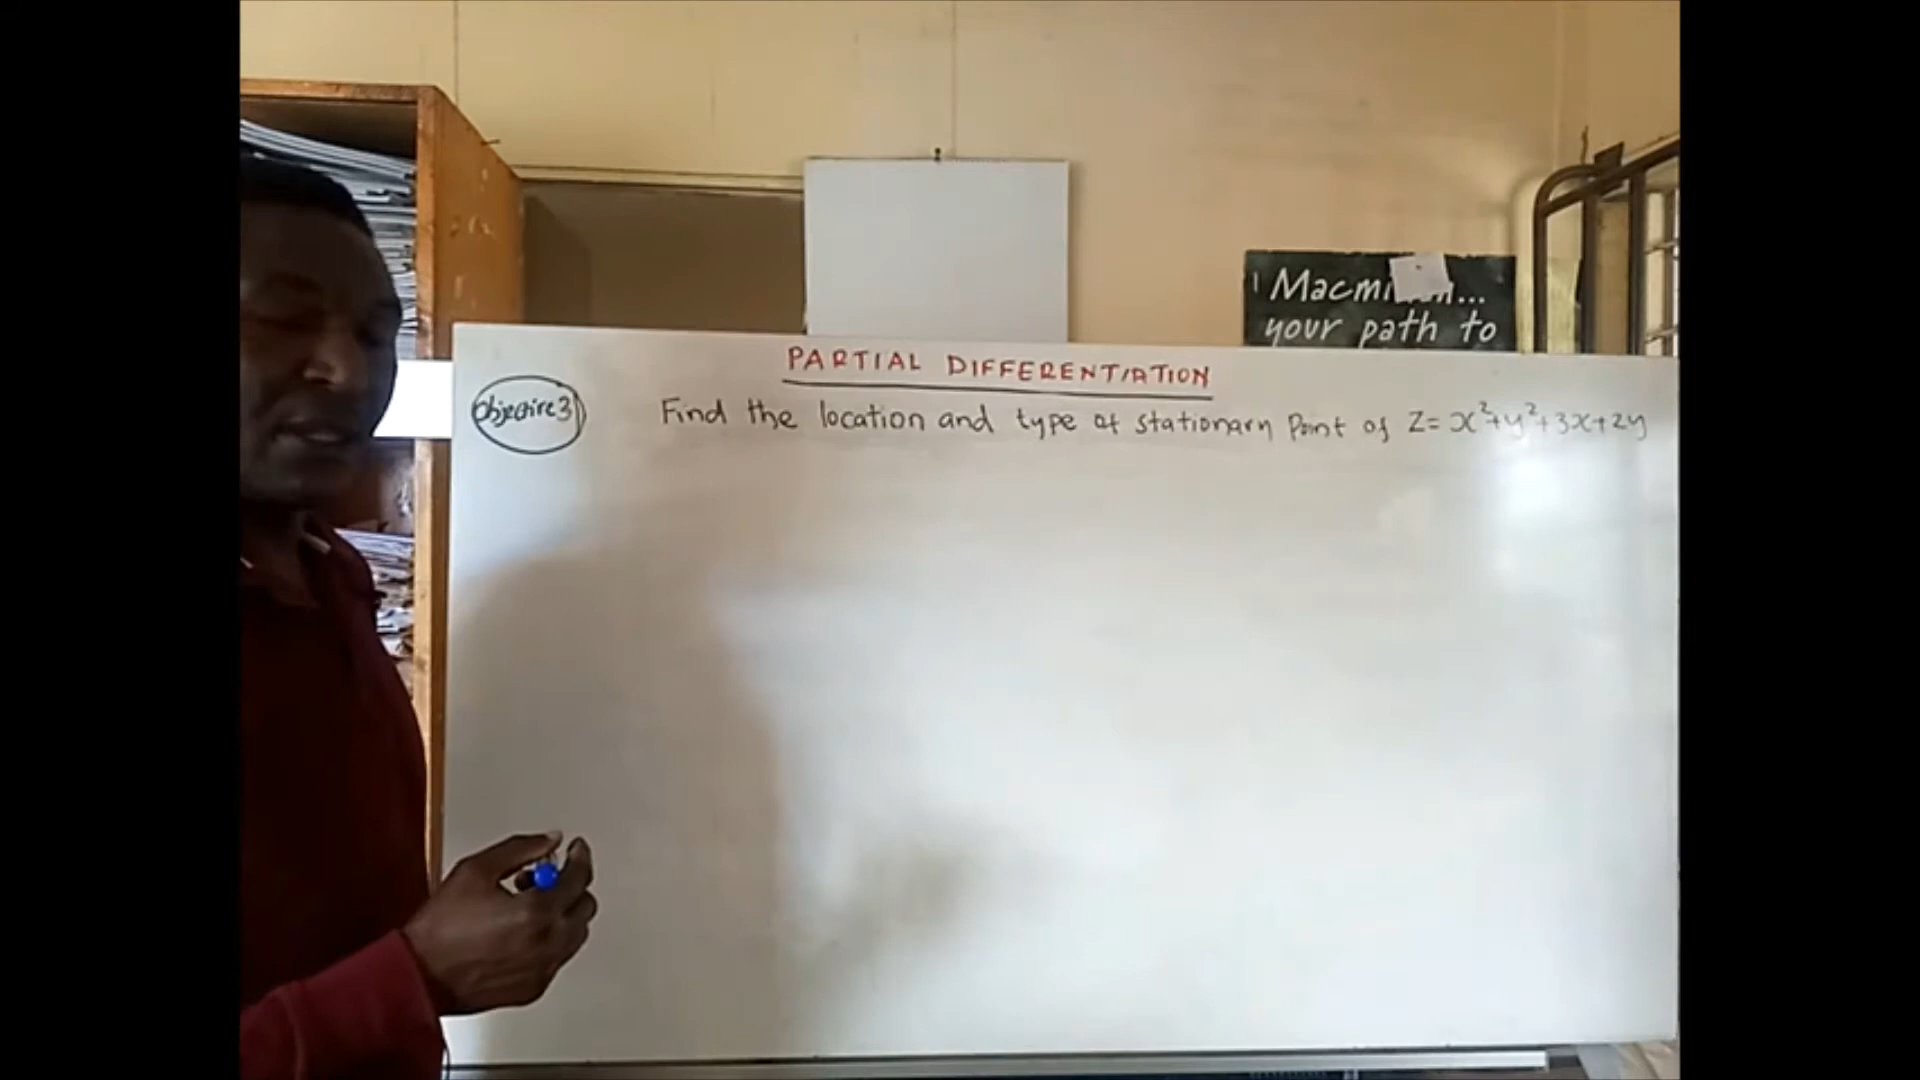 Macmi...
your path to
PARTIAL DIFFERENTIATION
Objective 3
Find the location and type of stationary Point of Z= x²+y²+3x+2y